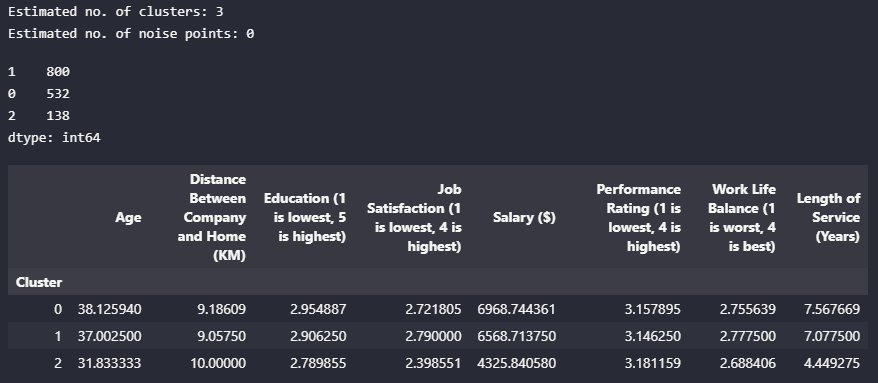 Estimated no. of clusters: 3
Estimated no. of noise points: 0
1 800
0 532
2 138
dtype: int64
Age Distance Between Company and Home (KM) Education (1 is lowest, 5 is highest) Job Satisfaction (1 is lowest, 4 is highest) Salary ($) Performance Rating (1 is lowest, 4 is highest) Work Life Balance (1 is worst, 4 is best) Length of Service (Years)
Cluster
0 38.125940 9.18609 2.954887 2.721805 6968.744361 3.157895 2.755639 7.567669
1 37.002500 9.05750 2.906250 2.790000 6568.713750 3.146250 2.777500 7.077500
2 31.833333 10.00000 2.789855 2.398551 4325.840580 3.181159 2.688406 4.449275